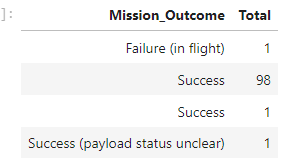 ]:
Mission_Outcome Total
Failure (in flight) 1
Success 98
Success 1
Success (payload status unclear) 1